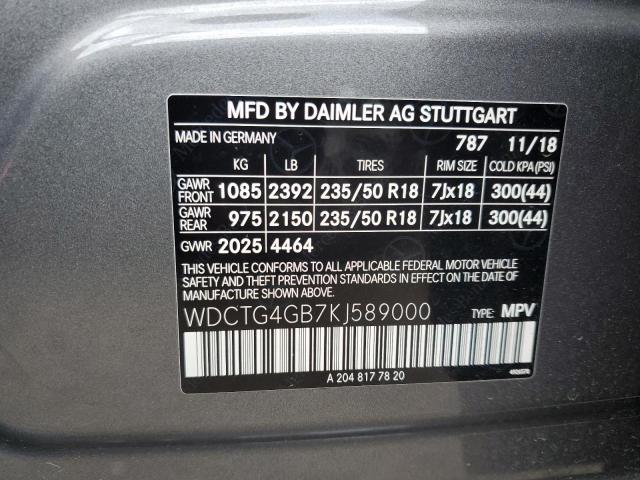 MFD BY DAIMLER AG STUTTGART
MADE IN GERMANY 787 11/18
KG LB TIRES RIM SIZE COLD KPA(PSI)
GAWR FRONT 1085 2392 235/50 R18 7Jx18 300(44)
GAWR REAR 975 2150 235/50 R18 7Jx18 300(44)
GVWR 2025 4464
THIS VEHICLE CONFORMS TO ALL APPLICABLE FEDERAL MOTOR VEHICLE
SAFETY AND THEFT PREVENTION STANDARDS IN EFFECT ON THE DATE OF
MANUFACTURE SHOWN ABOVE.
WDCTG4GB7KJ589000 TYPE: MPV
A 204 817 78 20